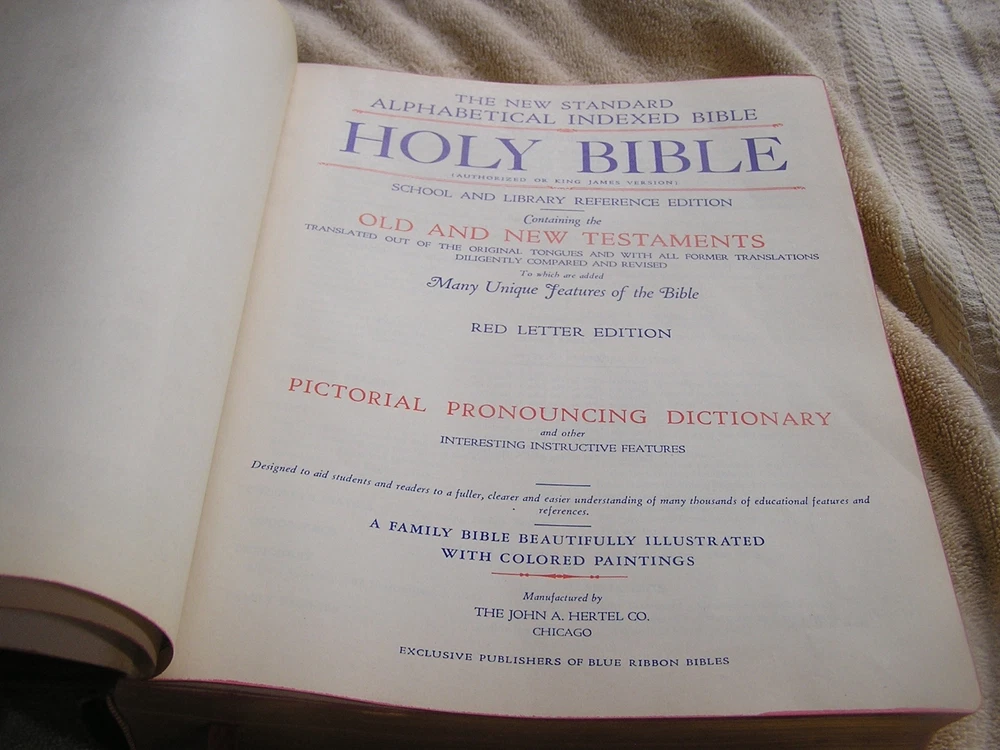 THE NEW STANDARD
ALPHABETICAL INDEXED BIBLE
HOLY BIBLE
(AUTHORIZED OR KING JAMES VERSION)
SCHOOL AND LIBRARY REFERENCE EDITION
Containing the
OLD AND NEW TESTAMENTS
TRANSLATED OUT OF THE ORIGINAL TONGUES AND WITH ALL FORMER TRANSLATIONS
DILIGENTLY COMPARED AND REVISED
To which are added
Many Unique Features of the Bible
RED LETTER EDITION
PICTORIAL PRONOUNCING DICTIONARY
and other
INTERESTING INSTRUCTIVE FEATURES
Designed to aid students and readers to a fuller, clearer and easier understanding of many thousands of educational features and
references.
A FAMILY BIBLE BEAUTIFULLY ILLUSTRATED
WITH COLORED PAINTINGS
Manufactured by
THE JOHN A. HERTEL CO.
CHICAGO
EXCLUSIVE PUBLISHERS OF BLUE RIBBON BIBLES